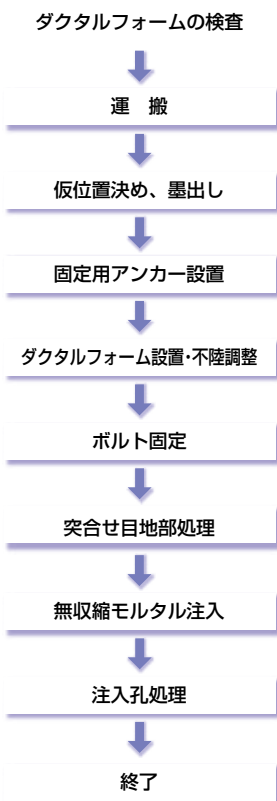 ダクタルフォームの検査
運　搬
仮位置決め、墨出し
固定用アンカー設置
ダクタルフォーム設置・不陸調整
ボルト固定
突合せ目地部処理
無収縮モルタル注入
注入孔処理
終了